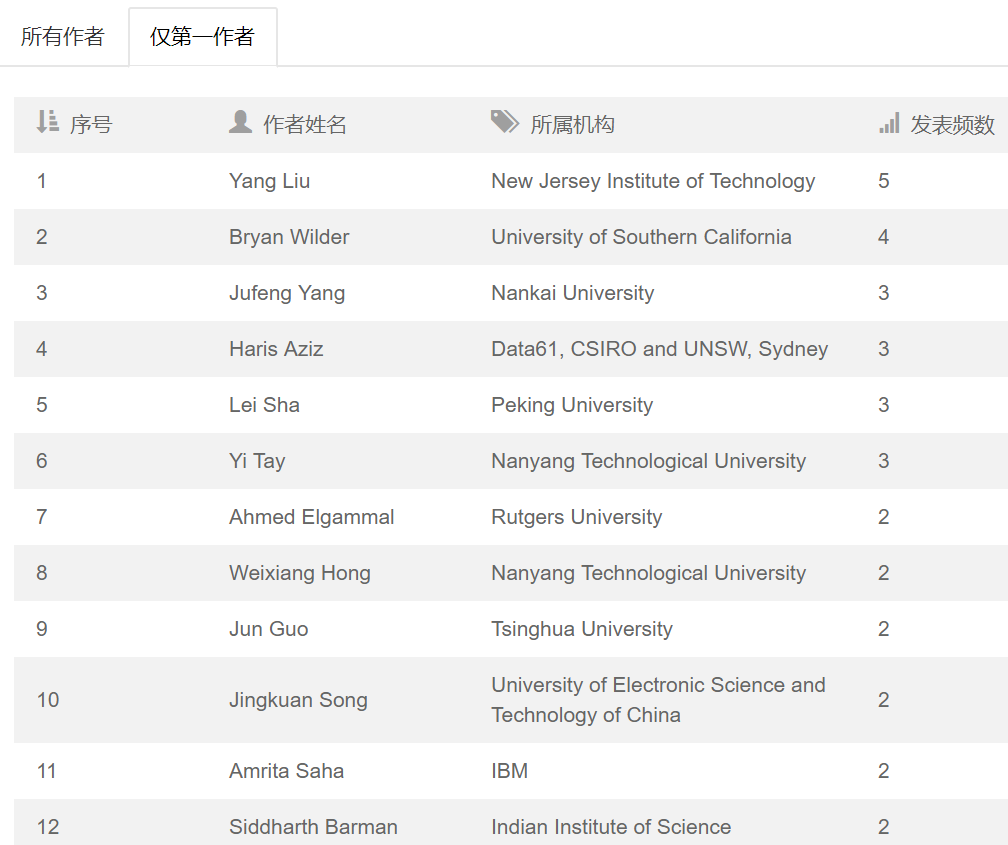 所有作者 仅第一作者
序号 作者姓名 所属机构 发表频数
1 Yang Liu New Jersey Institute of Technology 5
2 Bryan Wilder University of Southern California 4
3 Jufeng Yang Nankai University 3
4 Haris Aziz Data61, CSIRO and UNSW, Sydney 3
5 Lei Sha Peking University 3
6 Yi Tay Nanyang Technological University 3
7 Ahmed Elgammal Rutgers University 2
8 Weixiang Hong Nanyang Technological University 2
9 Jun Guo Tsinghua University 2
10 Jingkuan Song University of Electronic Science and
Technology of China 2
11 Amrita Saha IBM 2
12 Siddharth Barman Indian Institute of Science 2